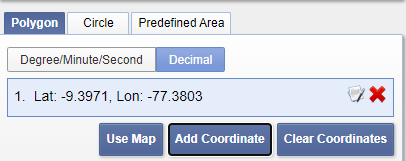 Polygon Circle Predefined Area
Degree/Minute/Second Decimal
1. Lat: -9.3971, Lon: -77.3803
Use Map Add Coordinate Clear Coordinates